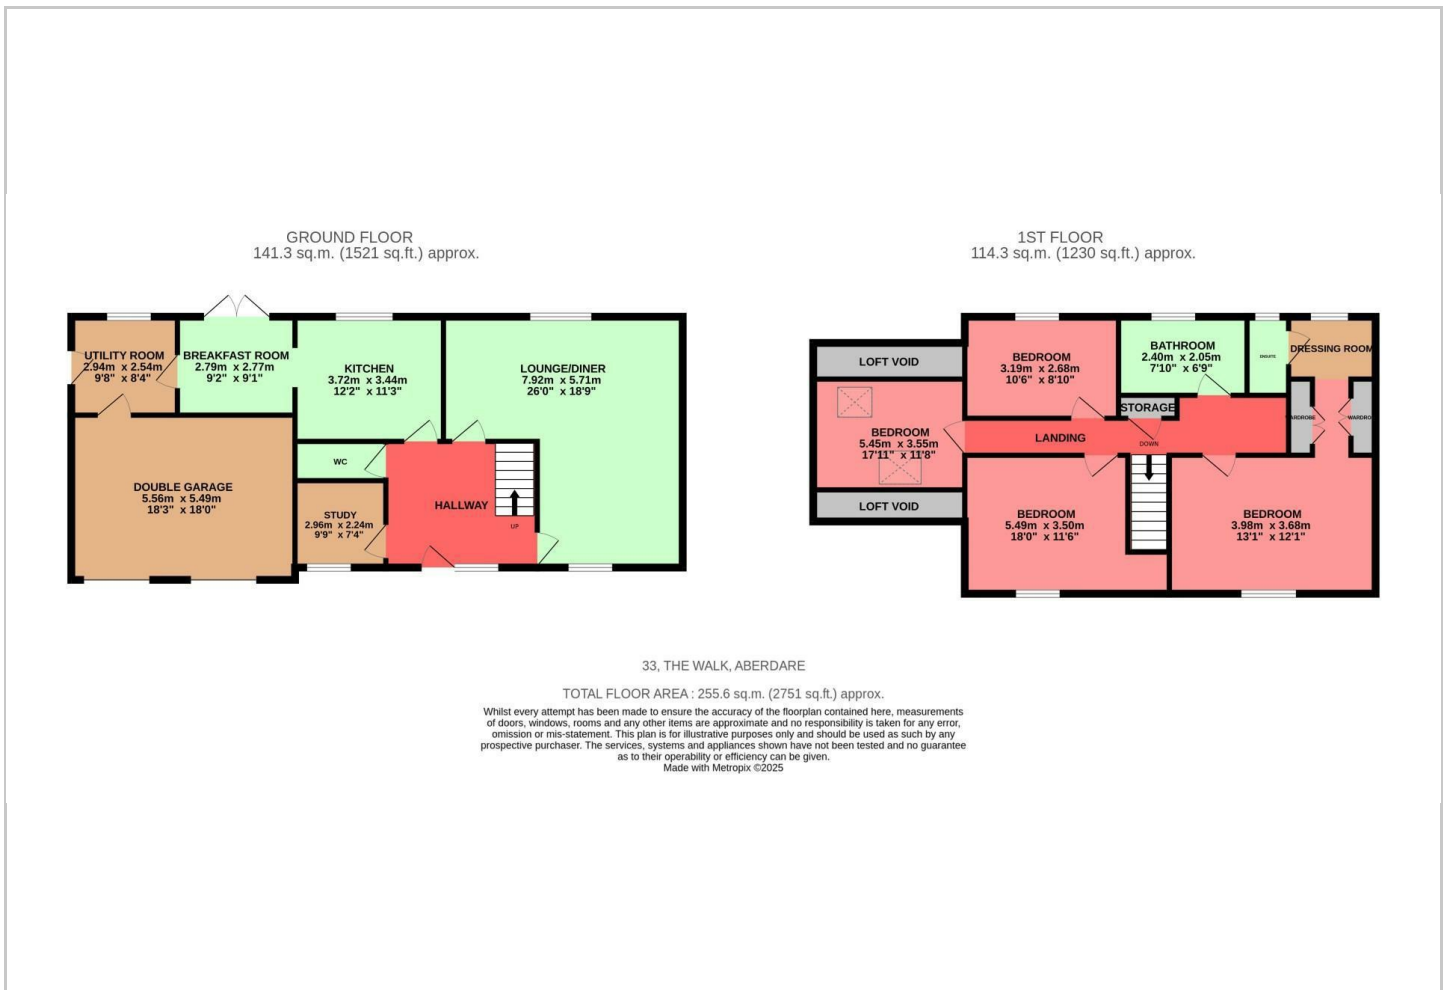 GROUND FLOOR
141.3 sq.m. (1521 sq.ft.) approx.
UTILITY ROOM
2.94m x 2.54m
9'8" x 8'4"
BREAKFAST ROOM
2.79m x 2.77m
9'2" x 9'1"
KITCHEN
3.72m x 3.44m
12'2" x 11'3"
LOUNGE/DINER
7.92m x 5.71m
26'0" x 18'9"
DOUBLE GARAGE
5.56m x 5.49m
18'3" x 18'0"
WC
STUDY
2.96m x 2.24m
9'9" x 7'4"
HALLWAY
UP
1ST FLOOR
114.3 sq.m. (1230 sq.ft.) approx.
LOFT VOID
BEDROOM
3.19m x 2.68m
10'6" x 8'10"
BATHROOM
2.40m x 2.05m
7'10" x 6'9"
ENSUITE
DRESSING ROOM
BEDROOM
5.45m x 3.55m
17'11" x 11'8"
STORAGE
LANDING
DOWN
WARDROBE
WARDROBE
LOFT VOID
BEDROOM
5.49m x 3.50m
18'0" x 11'6"
BEDROOM
3.98m x 3.68m
13'1" x 12'1"
33, THE WALK, ABERDARE
TOTAL FLOOR AREA : 255.6 sq.m. (2751 sq.ft.) approx.
Whilst every attempt has been made to ensure the accuracy of the floorplan contained here, measurements
of doors, windows, rooms and any other items are approximate and no responsibility is taken for any error,
omission or mis-statement. This plan is for illustrative purposes only and should be used as such by any
prospective purchaser. The services, systems and appliances shown have not been tested and no guarantee
as to their operability or efficiency can be given.
Made with Metropix ©2025